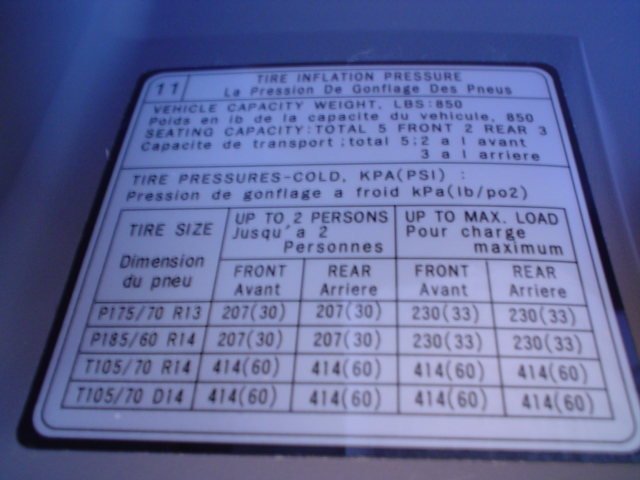 11
TIRE INFLATION PRESSURE
La Pression De Gonflage Des Pneus
VEHICLE CAPACITY WEIGHT, LBS:850
Poids en ib de la capacite du vehicule, 850
SEATING CAPACITY:TOTAL 5 FRONT 2 REAR 3
Capacite de transport:total 5:2 a l avant
3 a l arriere
TIRE PRESSURES-COLD, KPA(PSI) :
Pression de gonflage a froid kPa(lb/po2)
TIRE SIZE
Dimension
du pneu
UP TO 2 PERSONS
Jusqu'a 2
Personnes
UP TO MAX. LOAD
Pour charge
maximum
FRONT REAR FRONT REAR
Avant Arriere Avant Arriere
P175/70 R13 207(30) 207(30) 230(33) 230(33)
P185/60 R14 207(30) 207(30) 230(33) 230(33)
T105/70 R14 414(60) 414(60) 414(60) 414(60)
T105/70 D14 414(60) 414(60) 414(60) 414(60)